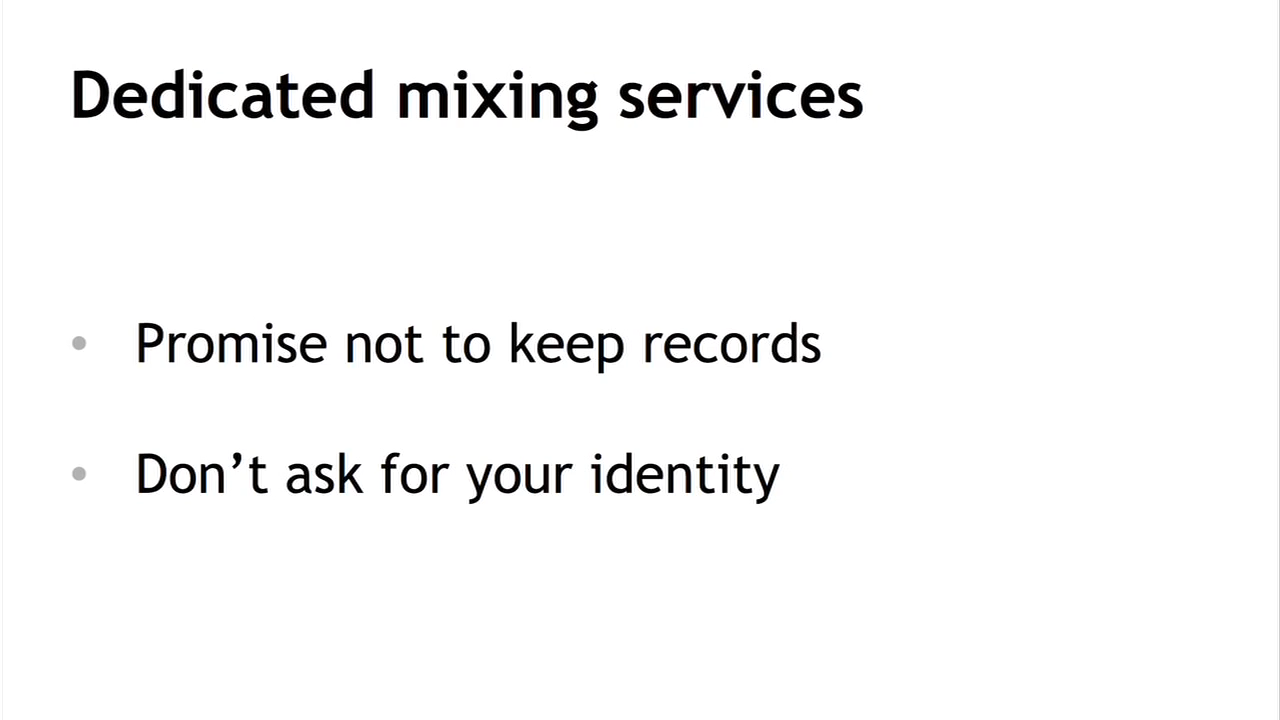 Dedicated mixing services
• Promise not to keep records
• Don’t ask for your identity